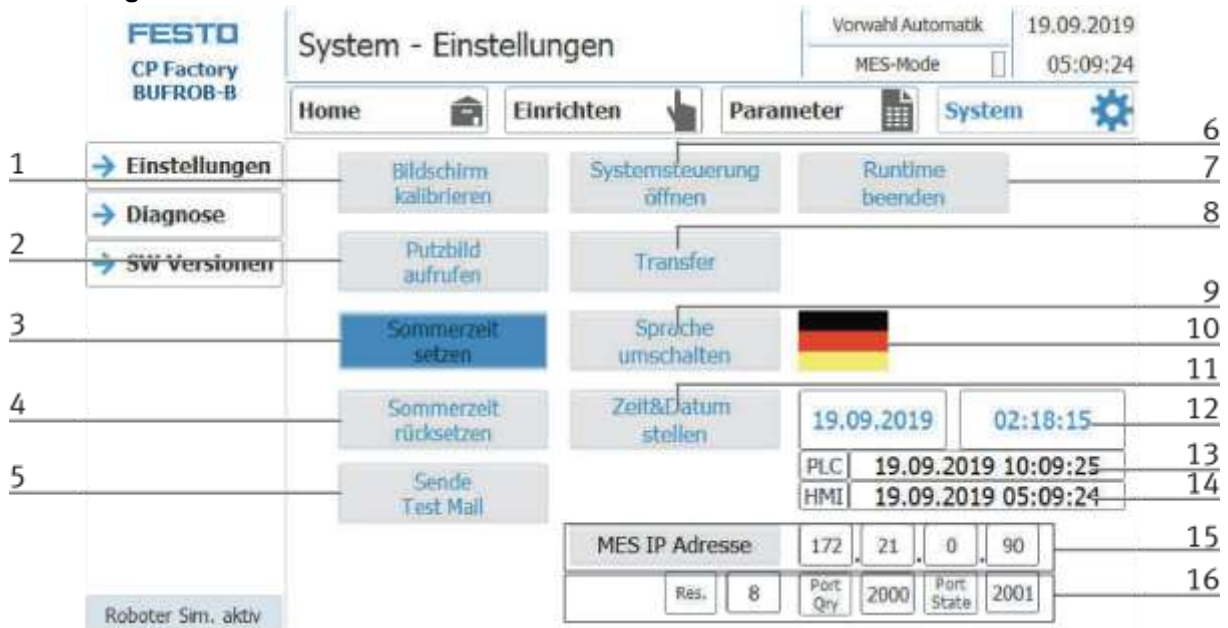 FESTO
CP Factory
BUFROB-B
System - Einstellungen
Vorwahl Automatik
MES-Mode
19.09.2019
05:09:24
Home
Einrichten
Parameter
System
Einstellungen
Diagnose
SW Versionen
1
2
3
4
5
Bildschirm
kalibrieren
Systemsteuerung
öffnen
Runtime
beenden
Putzbild
aufrufen
Transfer
Sommerzeit
setzen
Sprache
umschalten
Sommerzeit
rücksetzen
Zeit&Datum
stellen
19.09.2019
02:18:15
Sende
Test Mail
PLC 19.09.2019 10:09:25
HMI 19.09.2019 05:09:24
MES IP Adresse 172 . 21 . 0 . 90
Res. 8 Port Qry 2000 Port State 2001
6
7
8
9
10
11
12
13
14
15
16
Roboter Sim. aktiv